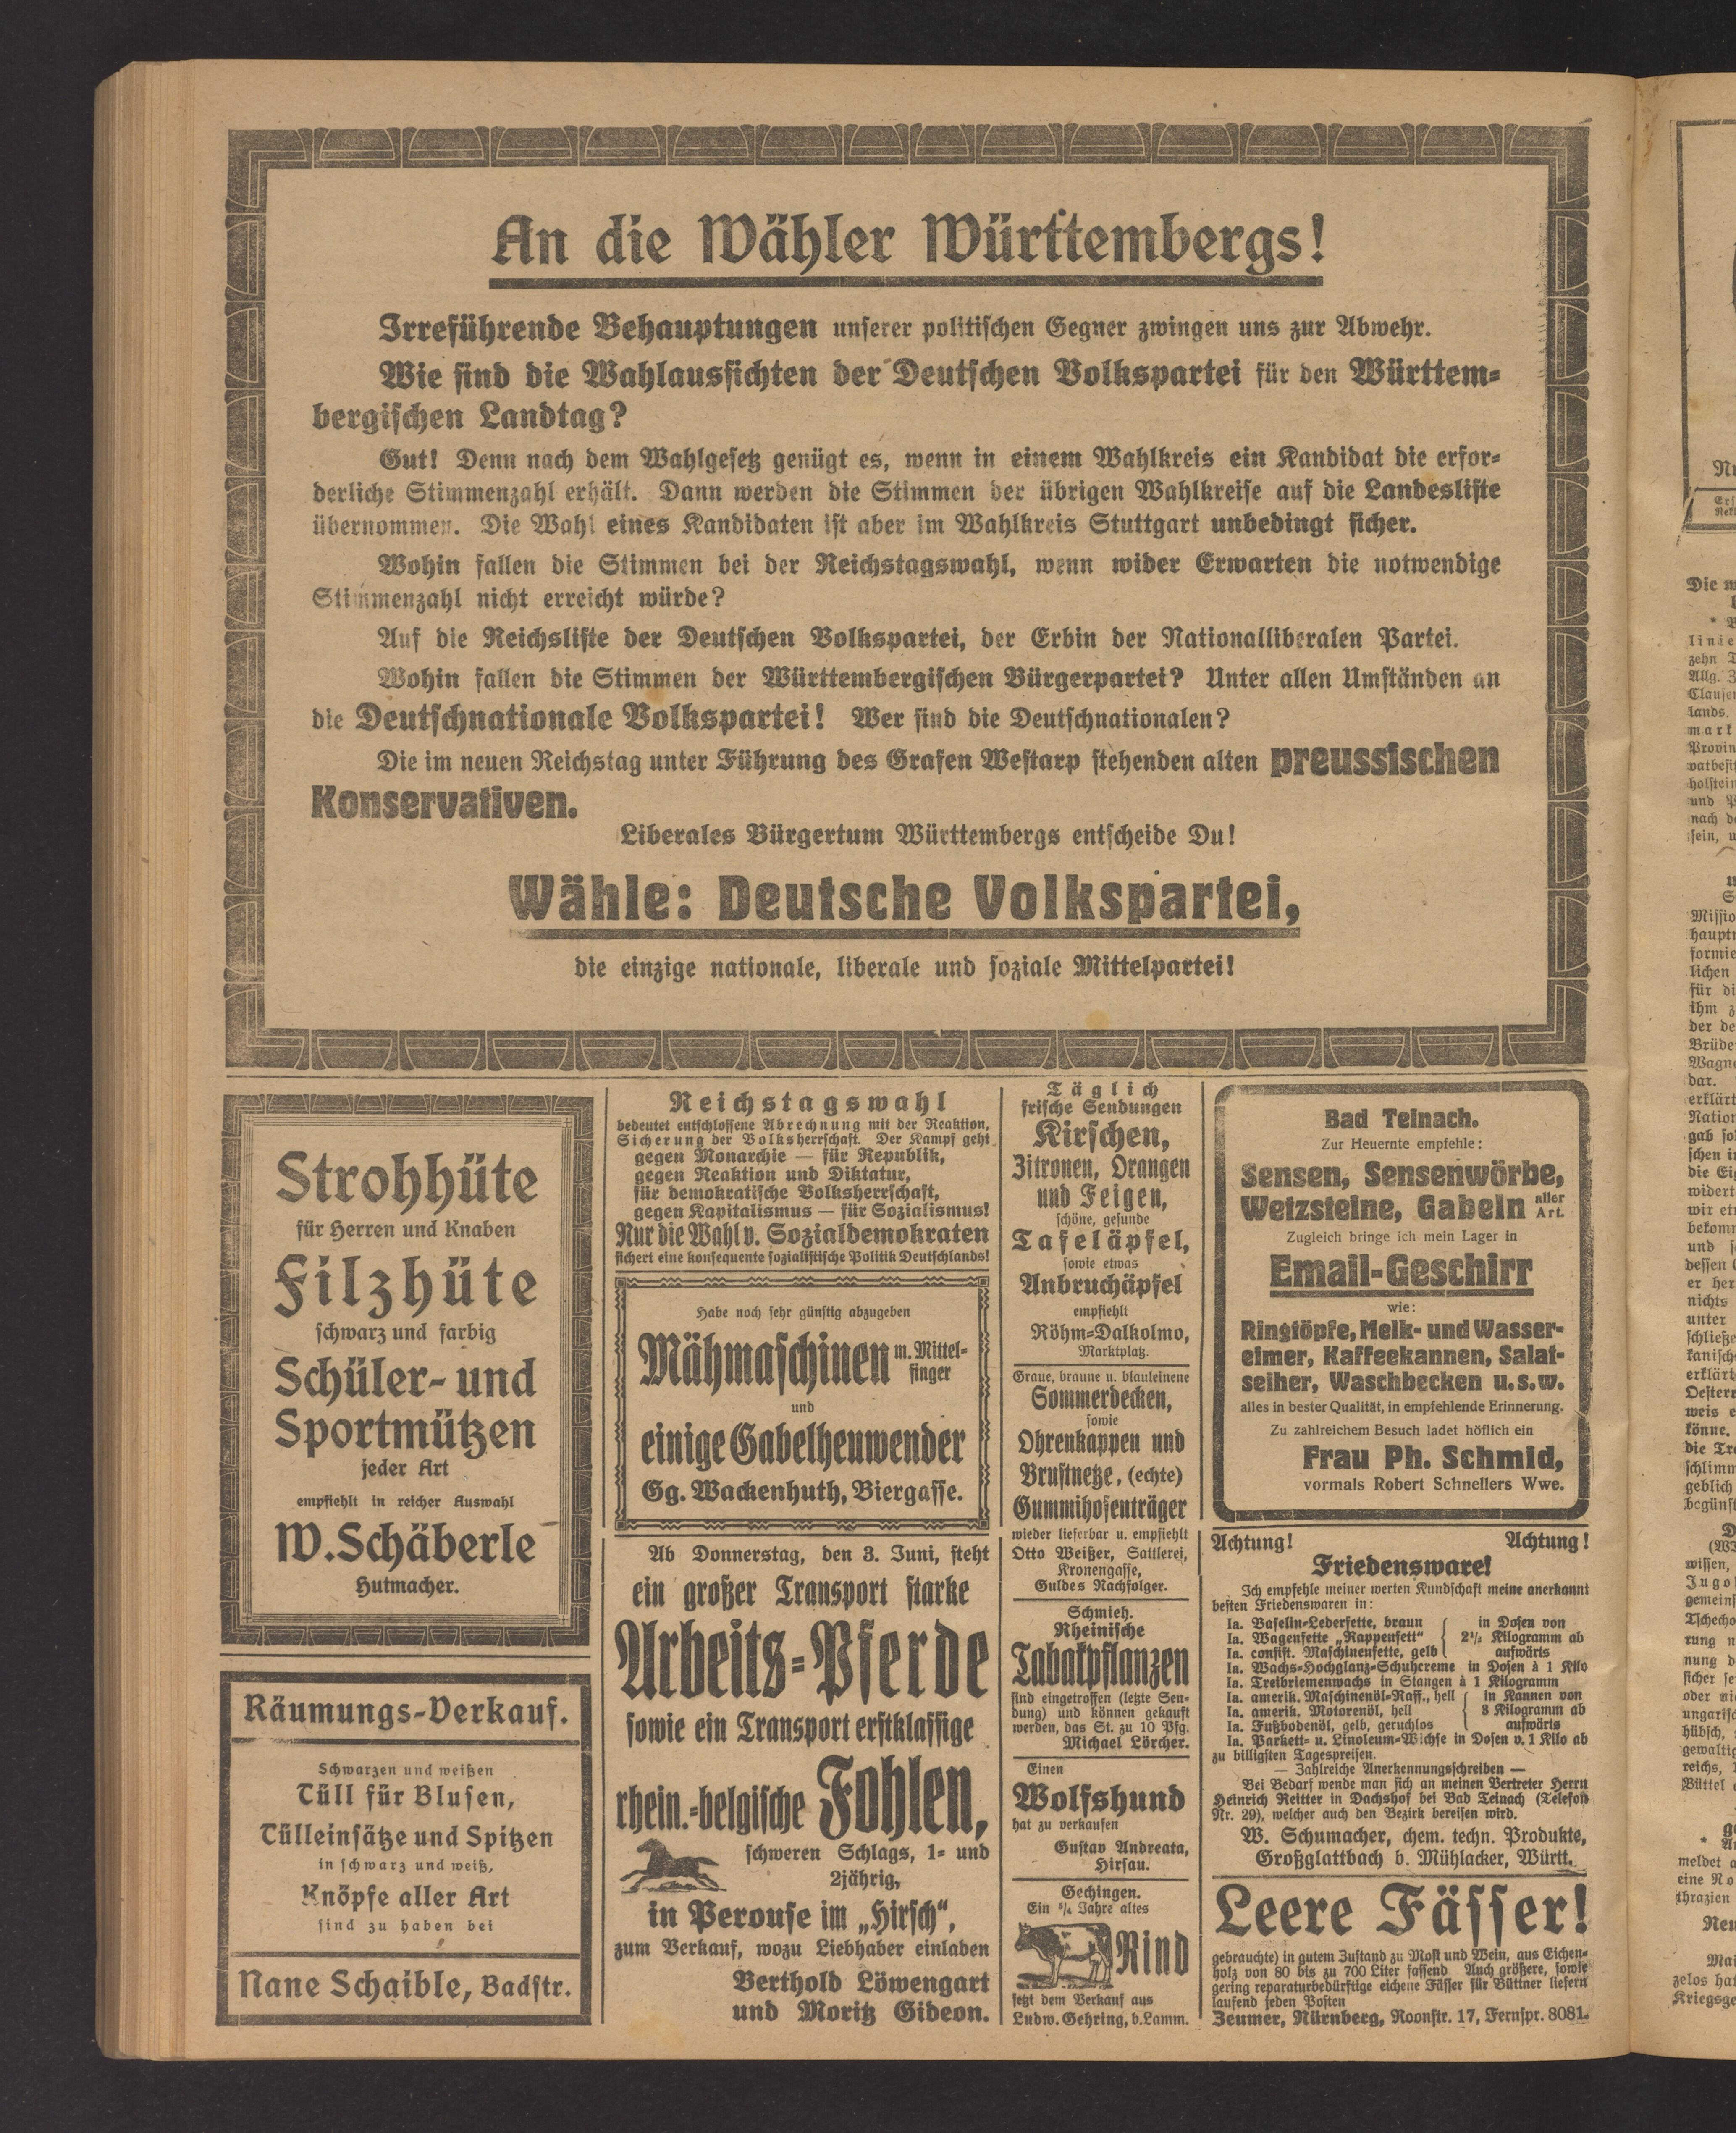 An die Wähler Württembergs!
Irreführende Behauptungen unserer politischen Gegner zwingen uns zur Abwehr.
Wie sind die Wahlaussichten der Deutschen Volkspartei für den Württem-
bergischen Landtag?
Gut! Denn nach dem Wahlgesetz genügt es, wenn in einem Wahlkreis ein Kandidat die erfor-
derliche Stimmenzahl erhält. Dann werden die Stimmen der übrigen Wahlkreise auf die Landesliste
übernommen. Die Wahl eines Kandidaten ist aber im Wahlkreis Stuttgart unbedingt sicher.
Wohin fallen die Stimmen bei der Reichstagswahl, wenn wider Erwarten die notwendige
Stimmenzahl nicht erreicht würde?
Auf die Reichsliste der Deutschen Volkspartei, der Erbin der Nationalliberalen Partei.
Wohin fallen die Stimmen der Württembergischen Bürgerpartei? Unter allen Umständen an
die Deutschnationale Volkspartei! Wer sind die Deutschnationalen?
Die im neuen Reichstag unter Führung des Grafen Westarp stehenden alten preussischen
Konservativen.
Liberales Bürgertum Württembergs entscheide Du!
Wähle: Deutsche Volkspartei,
die einzige nationale, liberale und soziale Mittelpartei!
Strohhüte
für Herren und Knaben
Filzhüte
schwarz und farbig
Schüler- und
Sportmützen
jeder Art
empfiehlt in reicher Auswahl
W. Schäberle
Hutmacher.
Räumungs-Verkauf.
Schwarzen und weißen
Tüll für Blusen,
Tülleinsätze und Spitzen
in schwarz und weiß,
Knöpfe aller Art
sind zu haben bei
Nane Schaible, Badstr.
Reichstagswahl
bedeutet entschlossene Abrechnung mit der Reaktion,
Sicherung der Volksherrschaft. Der Kampf geht
gegen Monarchie — für Republik,
gegen Reaktion und Diktatur,
für demokratische Volksherrschaft,
gegen Kapitalismus — für Sozialismus!
Nur die Wahl v. Sozialdemokraten
sichert eine konsequente sozialistische Politik Deutschlands!
Habe noch sehr günstig abzugeben
Mähmaschinen m. Mittel-
finger
und
einige Gabelheuwender
Gg. Wackenhuth, Biergasse.
Ab Donnerstag, den 3. Juni, steht
ein großer Transport starke
Arbeits-Pferde
sowie ein Transport erstklassige
rhein.-belgische Fohlen,
schweren Schlags, 1- und
2jährig,
in Perouse im „Hirsch“,
zum Verkauf, wozu Liebhaber einladen
Berthold Löwengart
und Moritz Gideon.
Täglich
frische Sendungen
Kirschen,
Zitronen, Orangen
und Feigen,
schöne, gesunde
Tafeläpfel,
sowie etwas
Anbruchäpfel
empfiehlt
Röhm-Dalkolmo,
Marktplatz.
Graue, braune u. blauleinene
Sommerdecken,
sowie
Ohrenkappen und
Brustnetze, (echte)
Gummihosenträger
wieder lieferbar u. empfiehlt
Otto Weißer, Sattlerei,
Kronengasse,
Guldes Nachfolger.
Schmieh.
Rheinische
Tabakpflanzen
sind eingetroffen (letzte Sen-
dung) und können gekauft
werden, das St. zu 10 Pfg.
Michael Lörcher.
Einen
Wolfshund
hat zu verkaufen
Gustav Andreata,
Hirsau.
Gechingen.
Ein ¾ Jahre altes
Rind
setzt dem Verkauf aus
Ludw. Gehring, b. Lamm.
Bad Teinach.
Zur Heuernte empfehle:
Sensen, Sensenwörbe,
Wetzsteine, Gabeln aller
Art.
Zugleich bringe ich mein Lager in
Email-Geschirr
wie:
Ringtöpfe, Melk- und Wasser-
eimer, Kaffeekannen, Salat-
seiher, Waschbecken u.s.w.
alles in bester Qualität, in empfehlende Erinnerung.
Zu zahlreichem Besuch ladet höflich ein
Frau Ph. Schmid,
vormals Robert Schnellers Wwe.
Achtung! Achtung!
Friedensware!
Ich empfehle meiner werten Kundschaft meine anerkannt
besten Friedenswaren in:
Ia. Vaselin-Lederfette, braun
Ia. Wagenfette „Rappenfett“
Ia. consist. Maschinenfette, gelb
in Dosen von
2½ Kilogramm ab
aufwärts
Ia. Wachs-Hochglanz-Schuhcreme in Dosen à 1 Kilo
Ia. Treibriemenwachs in Stangen à 1 Kilogramm
Ia. amerik. Maschinenöl-Raff., hell
Ia. amerik. Motorenöl, hell
Ia. Fußbodenöl, gelb, geruchlos
in Kannen von
8 Kilogramm ab
aufwärts
Ia. Parkett- u. Linoleum-Wichse in Dosen v. 1 Kilo ab
zu billigsten Tagespreisen.
— Zahlreiche Anerkennungsschreiben —
Bei Bedarf wende man sich an meinen Vertreter Herrn
Heinrich Reitter in Dachshof bei Bad Teinach (Telefon
Nr. 29), welcher auch den Bezirk bereisen wird.
W. Schumacher, chem. techn. Produkte,
Großglattbach b. Mühlacker, Württ.
Leere Fässer!
gebrauchte) in gutem Zustand zu Most und Wein, aus Eichen-
holz von 80 bis zu 700 Liter fassend. Auch größere, sowie
gering reparaturbedürftige eichene Fässer für Büttner liefern
laufend jeden Posten
Zeumer, Nürnberg, Roonstr. 17, Fernspr. 8081.